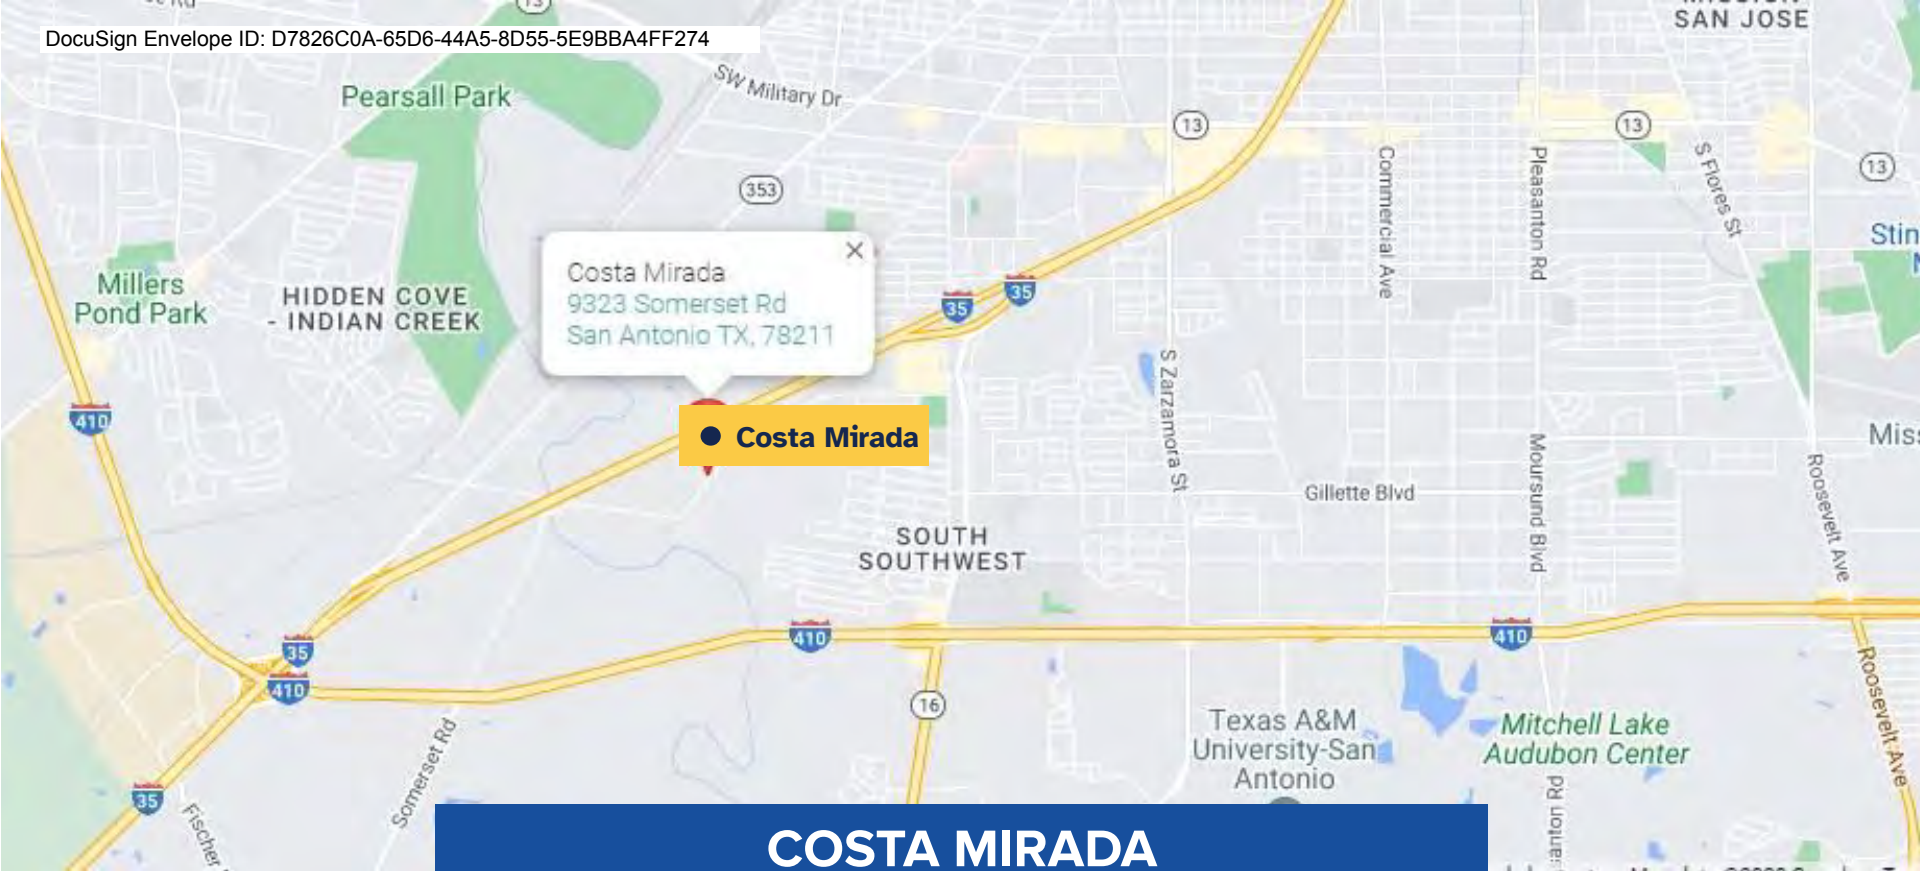 13
SAN JOSE
DocuSign Envelope ID: D7826C0A-65D6-44A5-8D55-5E9BBA4FF274
Pearsall Park
SW Military Dr
13
13
13
353
Commercial Ave
Pleasanton Rd
S Flores St
Costa Mirada
9323 Somerset Rd
San Antonio TX, 78211
Millers
Pond Park
HIDDEN COVE
- INDIAN CREEK
35
35
410
Costa Mirada
S Zarzamora St
Gillette Blvd
Moursund Blvd
Roosevelt Ave
SOUTH
SOUTHWEST
35
410
410
410
16
Texas A&M
University-San
Antonio
Mitchell Lake
Audubon Center
Roosevelt Ave
Somerset Rd
35
Fischer
COSTA MIRADA